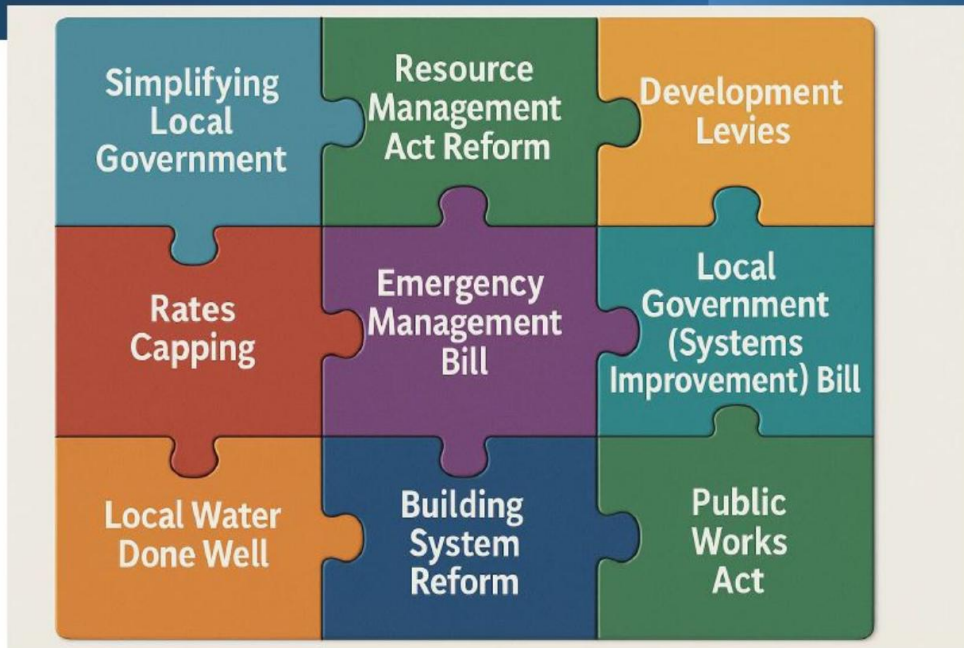 Simplifying
Local
Government
Resource
Management
Act Reform
Development
Levies
Rates
Capping
Emergency
Management
Bill
Local
Government
(Systems
Improvement) Bill
Local Water
Done Well
Building
System
Reform
Public
Works
Act